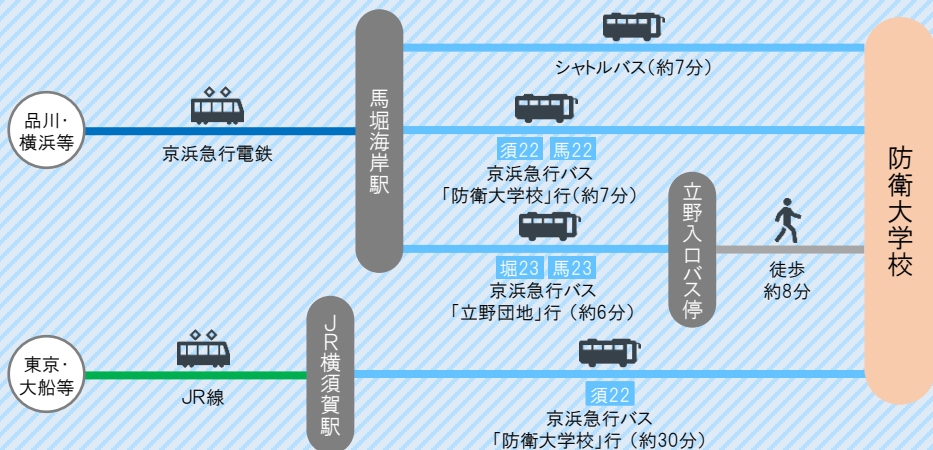 品川・
横浜等
京浜急行電鉄
馬堀海岸駅
シャトルバス(約7分)
須22 馬22
京浜急行バス
「防衛大学校」行(約7分)
堀23 馬23
京浜急行バス
「立野団地」行 (約6分)
立野入口バス停
徒歩
約8分
防衛大学校
東京・
大船等
JR線
JR横須賀駅
須22
京浜急行バス
「防衛大学校」行 (約30分)